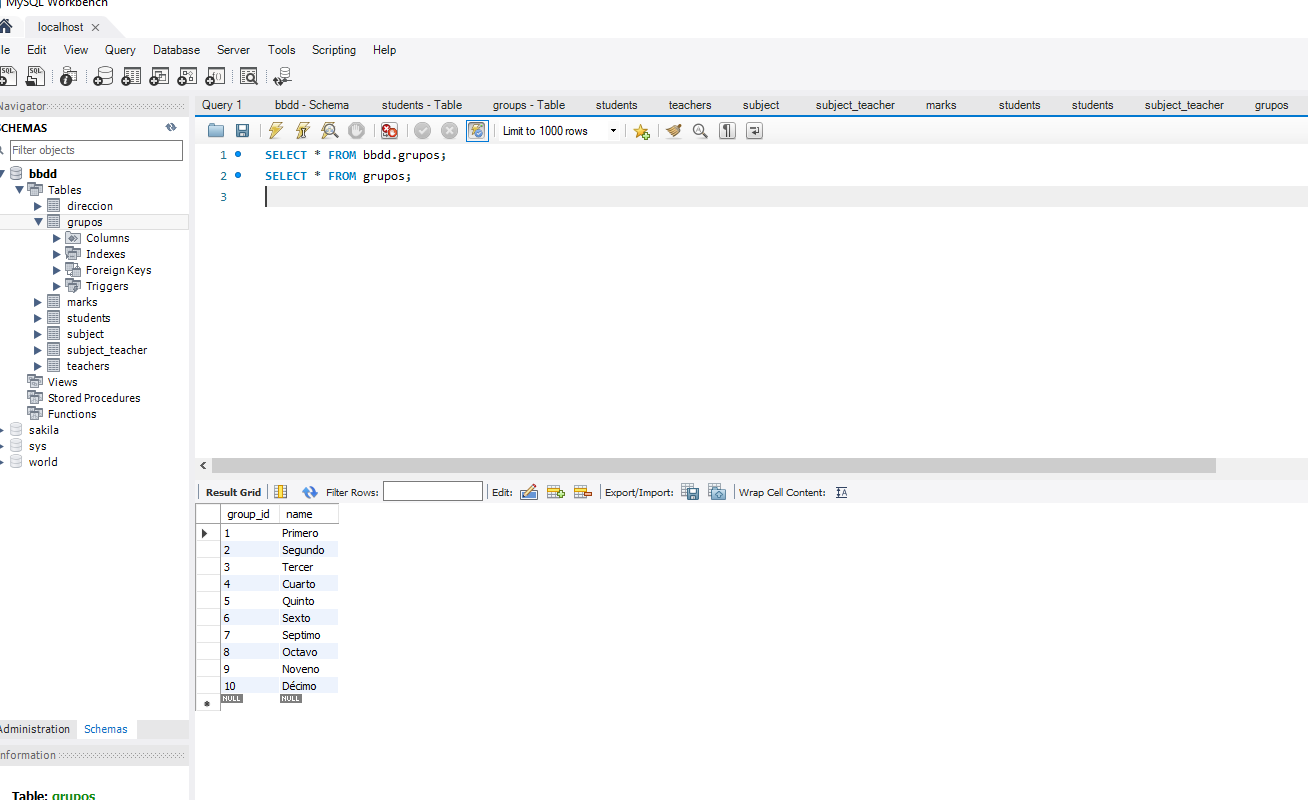 MySQL Workbench
localhost
le Edit View Query Database Server Tools Scripting Help
Navigator
Query 1 bbdd - Schema students - Table groups - Table students teachers subject subject_teacher marks students students subject_teacher grupos
SCHEMAS
Filter objects
Limit to 1000 rows
1 SELECT * FROM bbdd.grupos;
2 SELECT * FROM grupos;
3
bbdd
Tables
direccion
grupos
Columns
Indexes
Foreign Keys
Triggers
marks
students
subject
subject_teacher
teachers
Views
Stored Procedures
Functions
sakila
sys
world
Result Grid Filter Rows: Edit: Export/Import: Wrap Cell Content:
group_id name
1 Primero
2 Segundo
3 Tercer
4 Cuarto
5 Quinto
6 Sexto
7 Septimo
8 Octavo
9 Noveno
10 Décimo
NULL NULL
Administration Schemas
nformation
Table: grupos